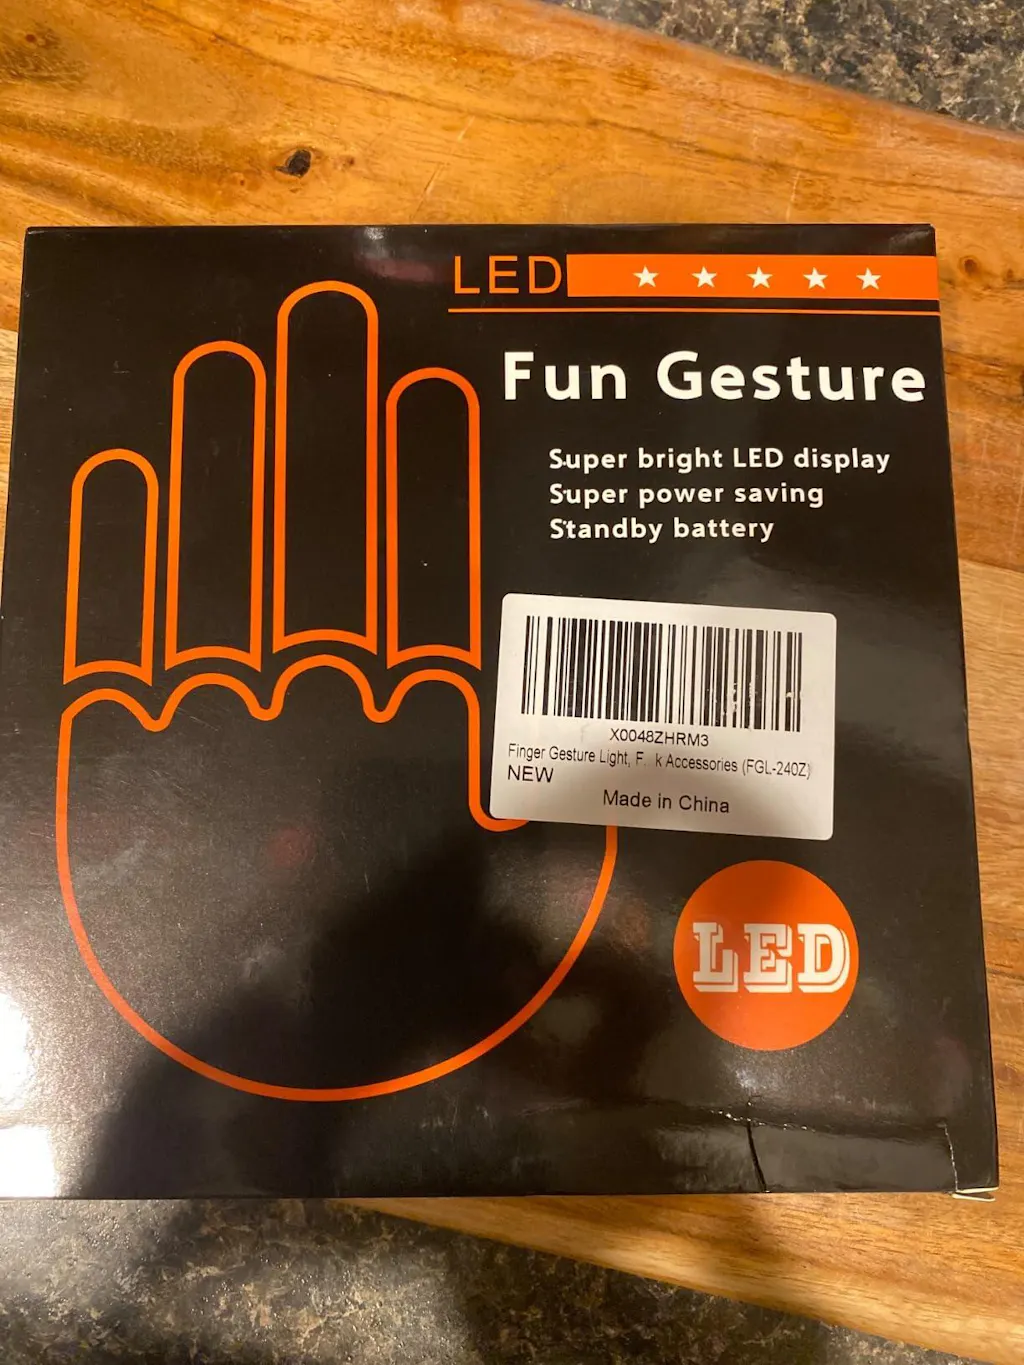 LED
Fun Gesture
Super bright LED display
Super power saving
Standby battery
X0048ZHRM3
Finger Gesture Light, F. k Accessories (FGL-240Z)
NEW
Made in China
LED